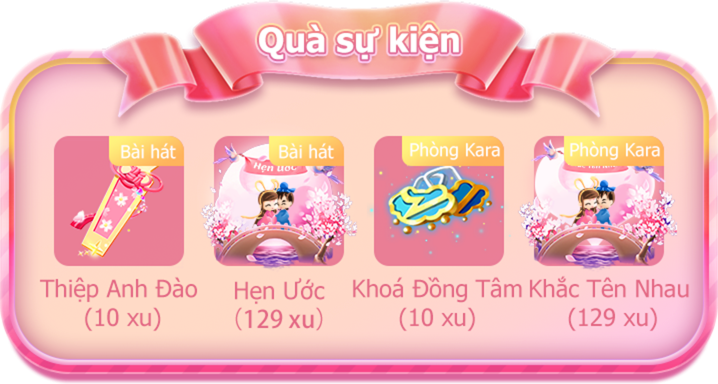 Quà sự kiện
Bài hát
Bài hát
Phòng Kara
Phòng Kara
Hẹn Ước
Thiệp Anh Đào
Hẹn Ước
Khoá Đồng Tâm
Khắc Tên Nhau
(10 xu)
(129 xu)
(10 xu)
(129 xu)